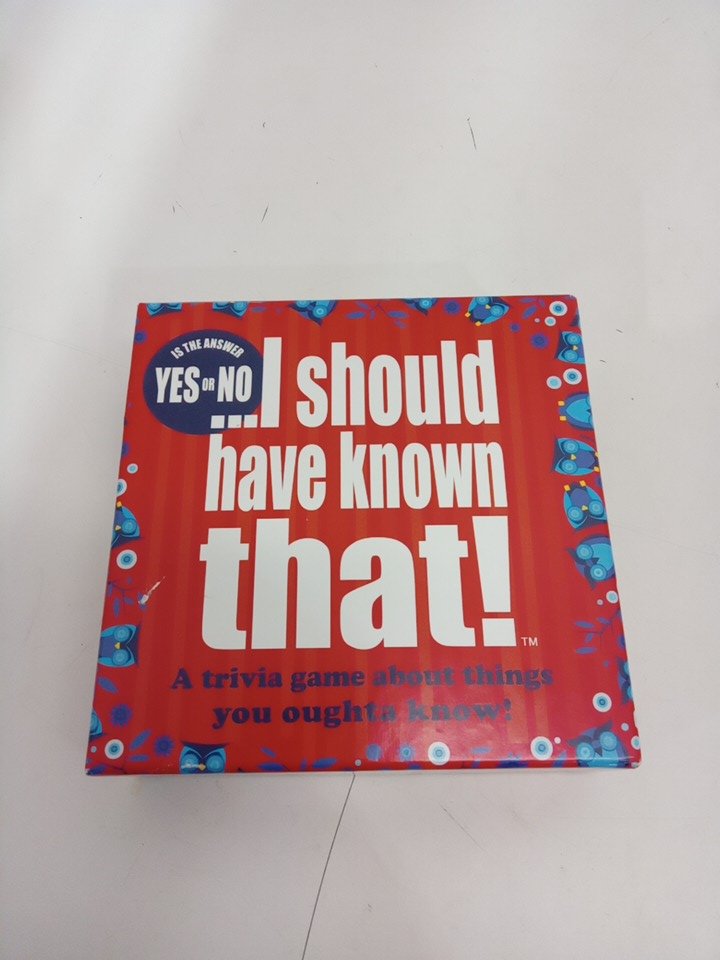 IS THE ANSWER
YES OR NO
...I should
have known
that!™
A trivia game about things
you oughta know!